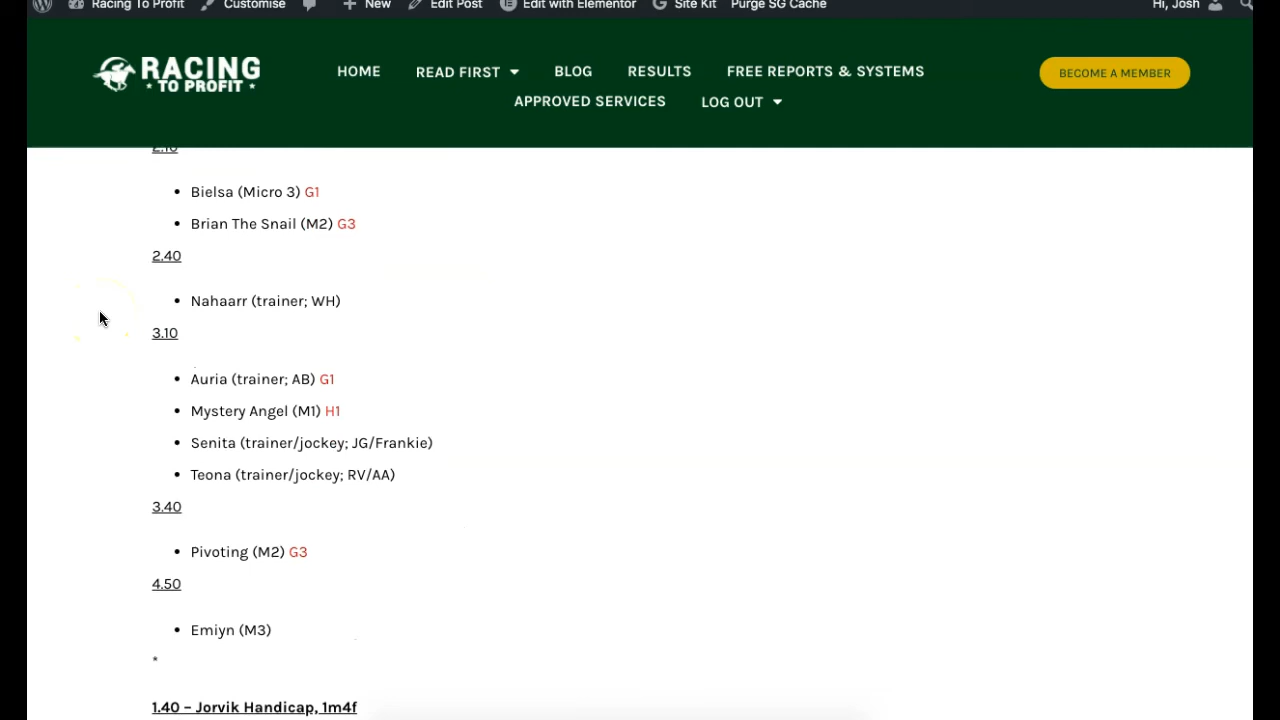 Racing To Profit Customise New Edit Post Edit with Elementor Site Kit Purge SG Cache Hi, Josh
RACING
TO PROFIT
HOME READ FIRST BLOG RESULTS FREE REPORTS & SYSTEMS
APPROVED SERVICES LOG OUT
BECOME A MEMBER
2.10
• Bielsa (Micro 3) G1
• Brian The Snail (M2) G3
2.40
• Nahaarr (trainer; WH)
3.10
• Auria (trainer; AB) G1
• Mystery Angel (M1) H1
• Senita (trainer/jockey; JG/Frankie)
• Teona (trainer/jockey; RV/AA)
3.40
• Pivoting (M2) G3
4.50
• Emiyn (M3)
*
1.40 – Jorvik Handicap, 1m4f